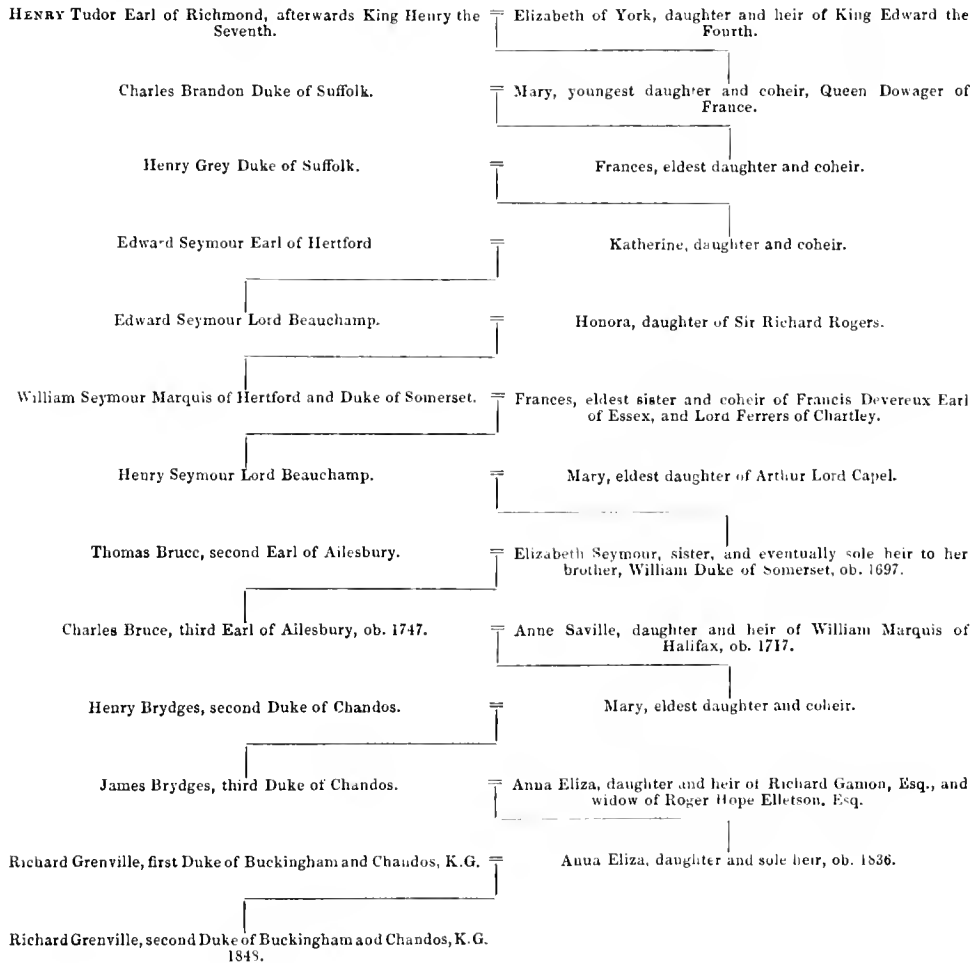 HENRY Tudor Earl of Richmond, afterwards King Henry the = Elizabeth of York, daughter and heir of King Edward the
Seventh. Fourth.
Charles Brandon Duke of Suffolk. = Mary, youngest daughter and coheir, Queen Dowager of
France.
Henry Grey Duke of Suffolk. = Frances, eldest daughter and coheir.
Edward Seymour Earl of Hertford = Katherine, daughter and coheir.
Edward Seymour Lord Beauchamp. = Honora, daughter of Sir Richard Rogers.
William Seymour Marquis of Hertford and Duke of Somerset. = Frances, eldest sister and coheir of Francis Devereux Earl
of Essex, and Lord Ferrers of Chartley.
Henry Seymour Lord Beauchamp. = Mary, eldest daughter of Arthur Lord Capel.
Thomas Bruce, second Earl of Ailesbury. = Elizabeth Seymour, sister, and eventually sole heir to her
brother, William Duke of Somerset, ob. 1697.
Charles Bruce, third Earl of Ailesbury, ob. 1747. = Anne Saville, daughter and heir of William Marquis of
Halifax, ob. 1717.
Henry Brydges, second Duke of Chandos. = Mary, eldest daughter and coheir.
James Brydges, third Duke of Chandos. = Anna Eliza, daughter and heir of Richard Gamon, Esq., and
widow of Roger Hope Elletson, Esq.
Richard Grenville, first Duke of Buckingham and Chandos, K.G. = Anna Eliza, daughter and sole heir, ob. 1836.
Richard Grenville, second Duke of Buckingham and Chandos, K.G.
1848.